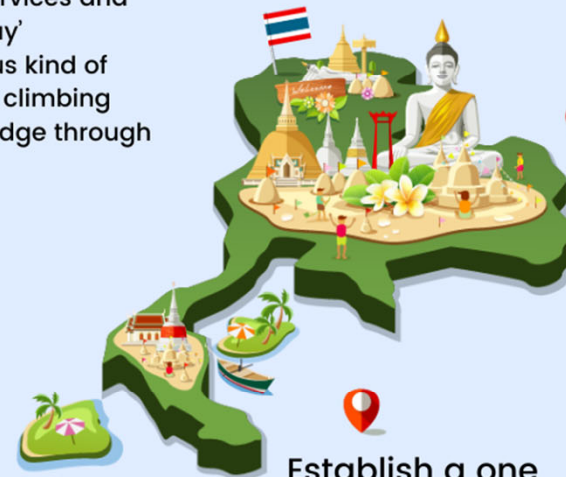 rvices and
ay'
us kind of
climbing
dge through
Welcome
Establish a one